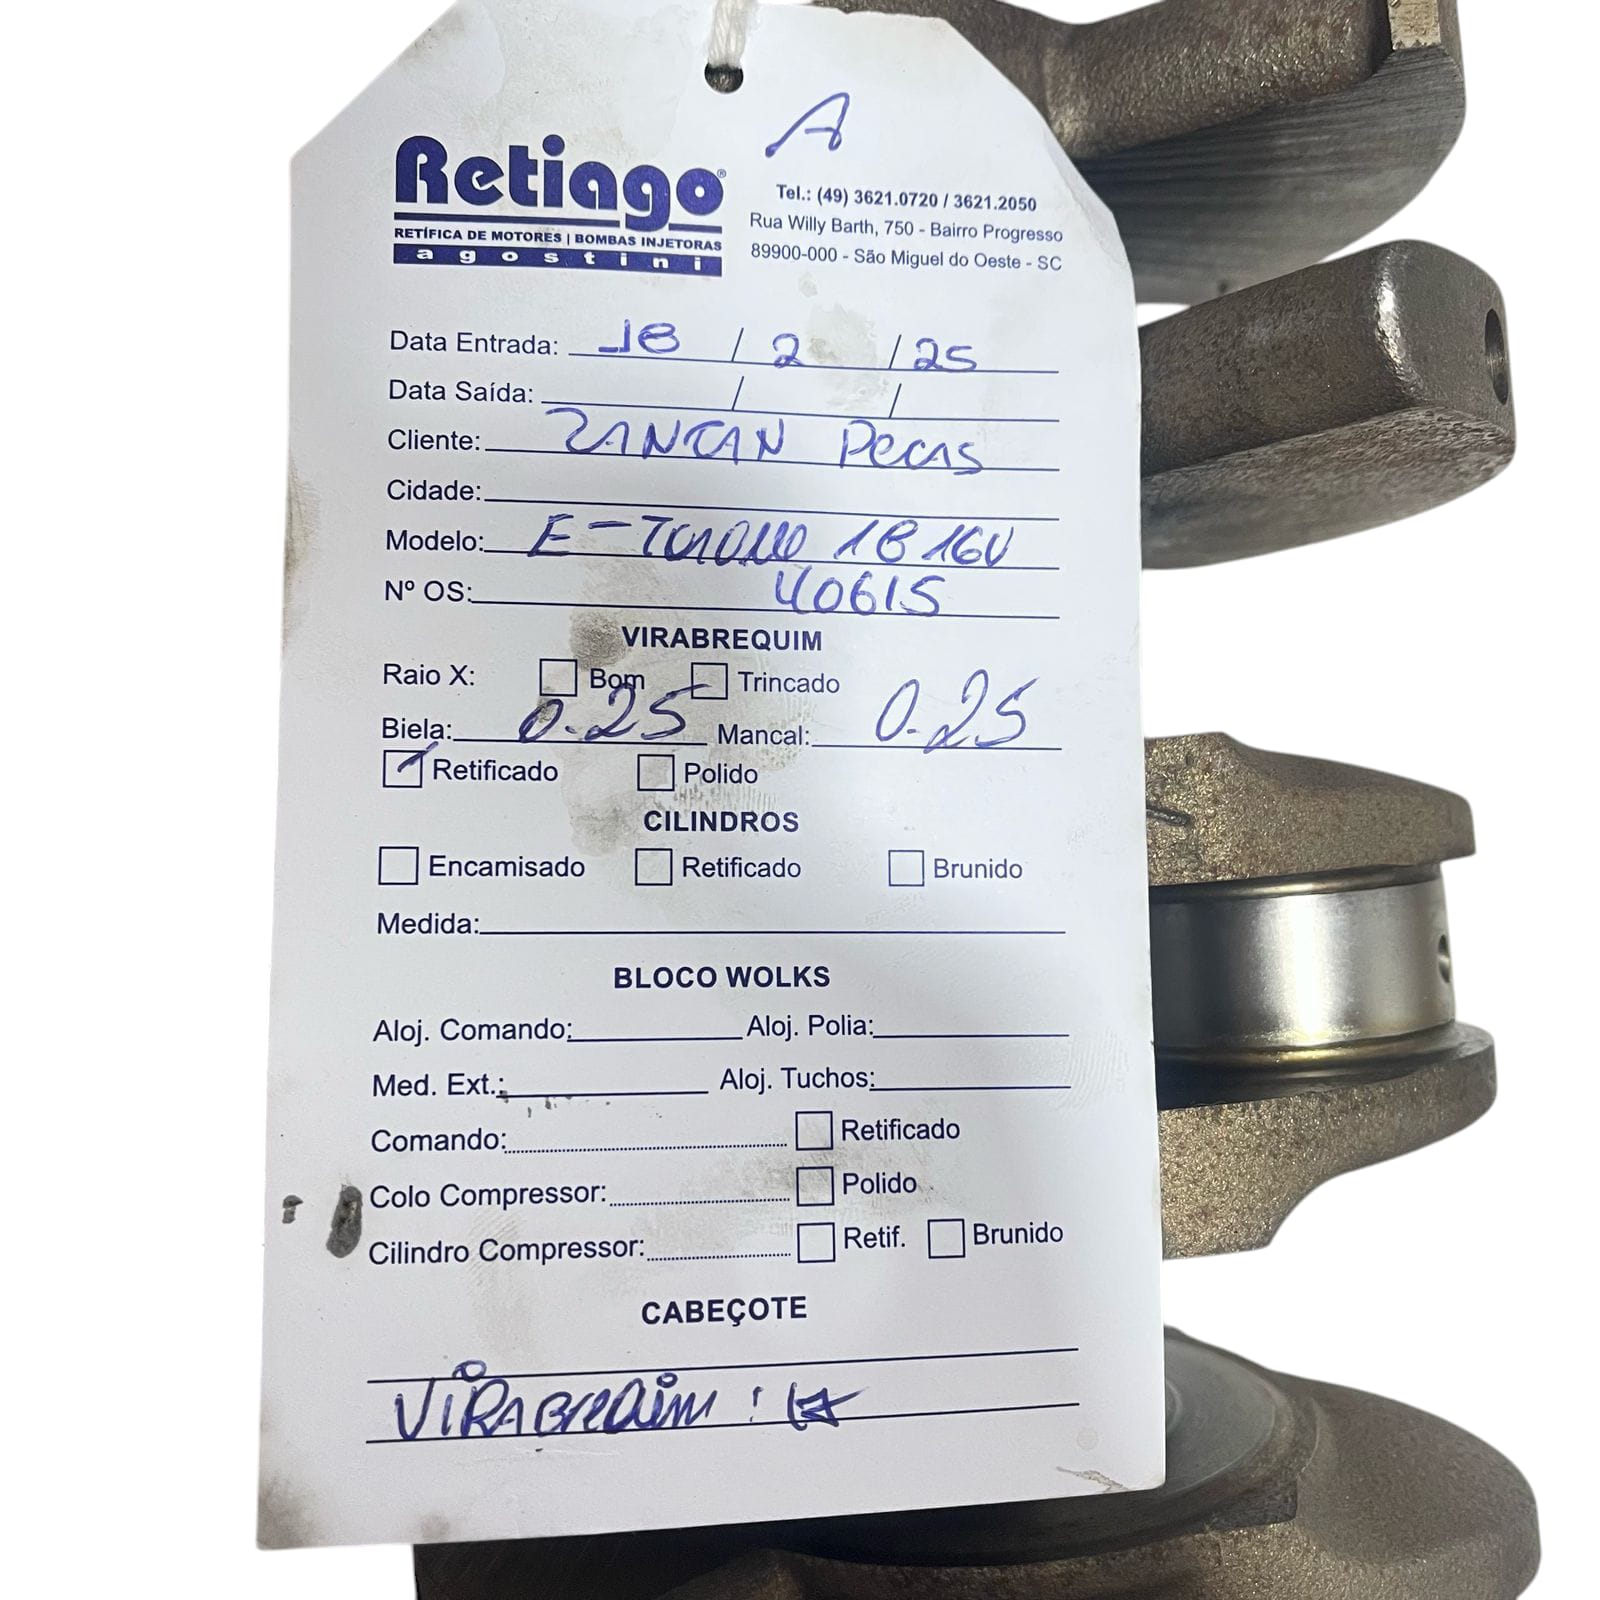 A
Retiago®
RETÍFICA DE MOTORES | BOMBAS INJETORAS
agostini
Tel.: (49) 3621.0720 / 3621.2050
Rua Willy Barth, 750 - Bairro Progresso
89900-000 - São Miguel do Oeste - SC
Data Entrada: 18 / 2 / 25
Data Saída: / /
Cliente: ZANCAN Pecas
Cidade:
Modelo: E-TORQUE 18 16V
Nº OS: 40615
VIRABREQUIM
Raio X: Bom Trincado
Biela: 0.25 Mancal: 0.25
Retificado Polido
CILINDROS
Encamisado Retificado Brunido
Medida:
BLOCO WOLKS
Aloj. Comando: Aloj. Polia:
Med. Ext.: Aloj. Tuchos:
Comando: Retificado
Colo Compressor: Polido
Cilindro Compressor: Retif. Brunido
CABEÇOTE
VIRABREQUIM :